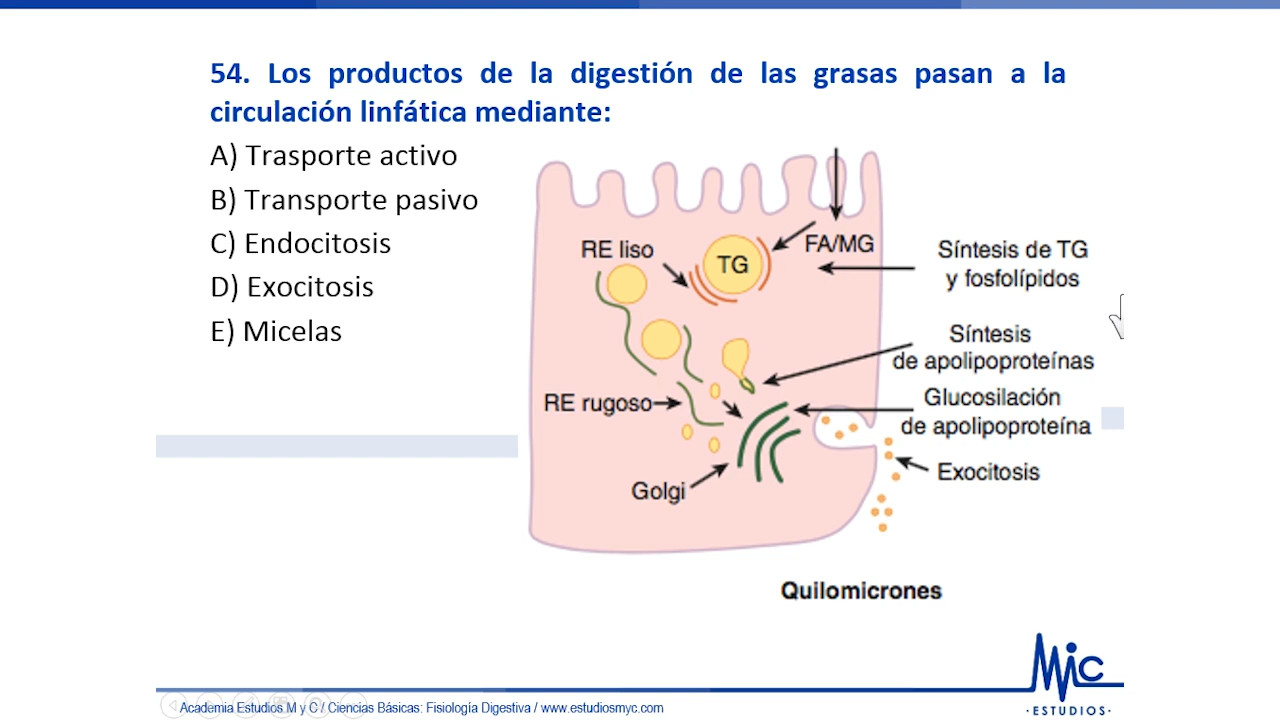 54. Los productos de la digestión de las grasas pasan a la
circulación linfática mediante:
A) Trasporte activo
B) Transporte pasivo
C) Endocitosis
D) Exocitosis
E) Micelas
RE liso
TG
FA/MG
Síntesis de TG
y fosfolípidos
Síntesis
de apolipoproteínas
RE rugoso
Glucosilación
de apolipoproteína
Golgi
Exocitosis
Quilomicrones
MiC
·ESTUDIOS·
Academia Estudios M y C / Ciencias Básicas: Fisiología Digestiva / www.estudiosmyc.com